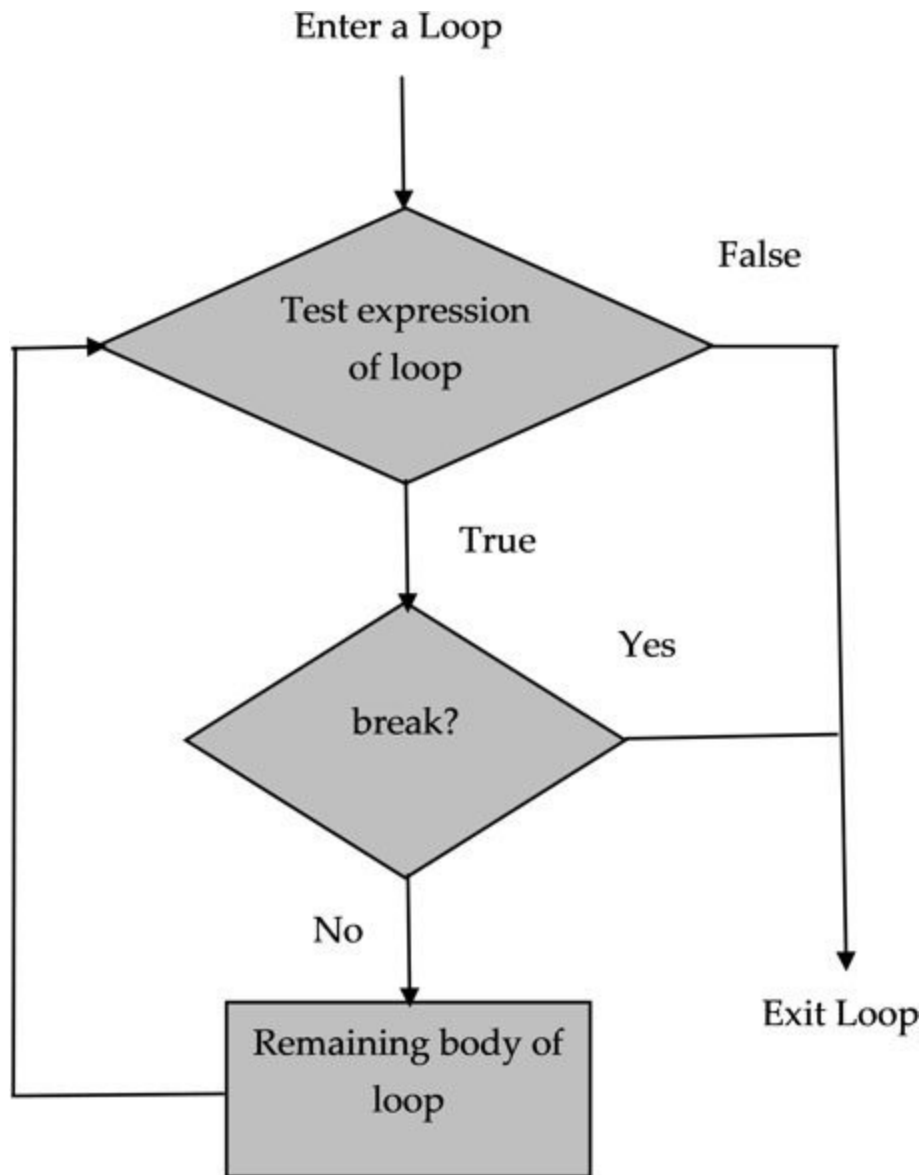 Enter a Loop
False
Test expression
of loop
True
Yes
break?
No
Exit Loop
Remaining body of
loop